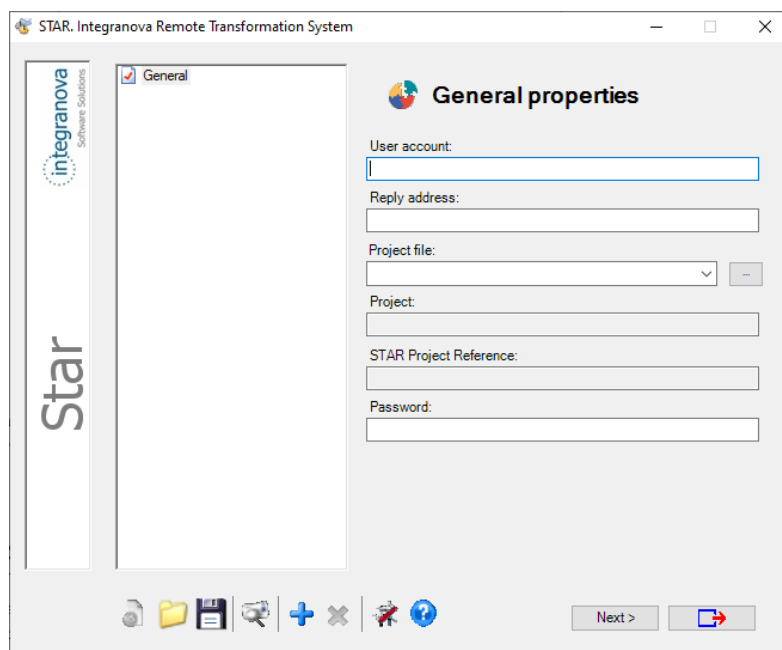 STAR. Integranova Remote Transformation System
integranova
Software Solutions
Star
General
General properties
User account:
Reply address:
Project file:
...
Project:
STAR Project Reference:
Password:
Next >